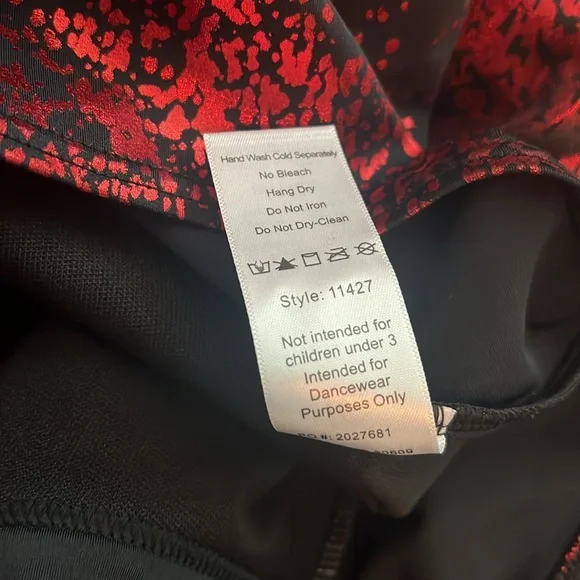 Hand Wash Cold Separately
No Bleach
Hang Dry
Do Not Iron
Do Not Dry-Clean
Style: 11427
Not intended for
children under 3
Intended for
Dancewear
Purposes Only
PO #: 2027681